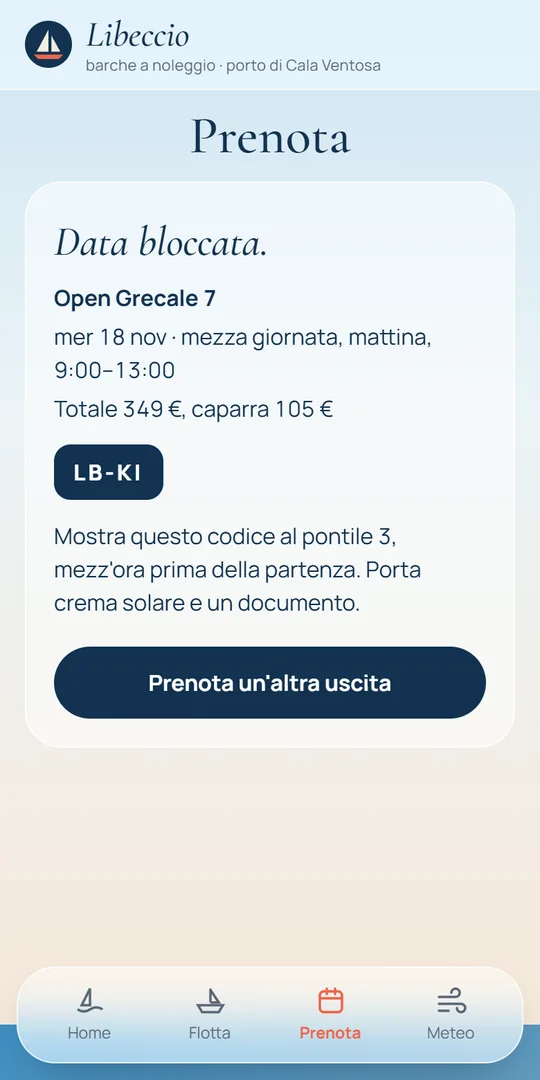 Libeccio
barche a noleggio · porto di Cala Ventosa
Prenota
Data bloccata.
Open Grecale 7
mer 18 nov · mezza giornata, mattina,
9:00–13:00
Totale 349 €, caparra 105 €
LB-KI
Mostra questo codice al pontile 3,
mezz'ora prima della partenza. Porta
crema solare e un documento.
Prenota un'altra uscita
Home
Flotta
Prenota
Meteo